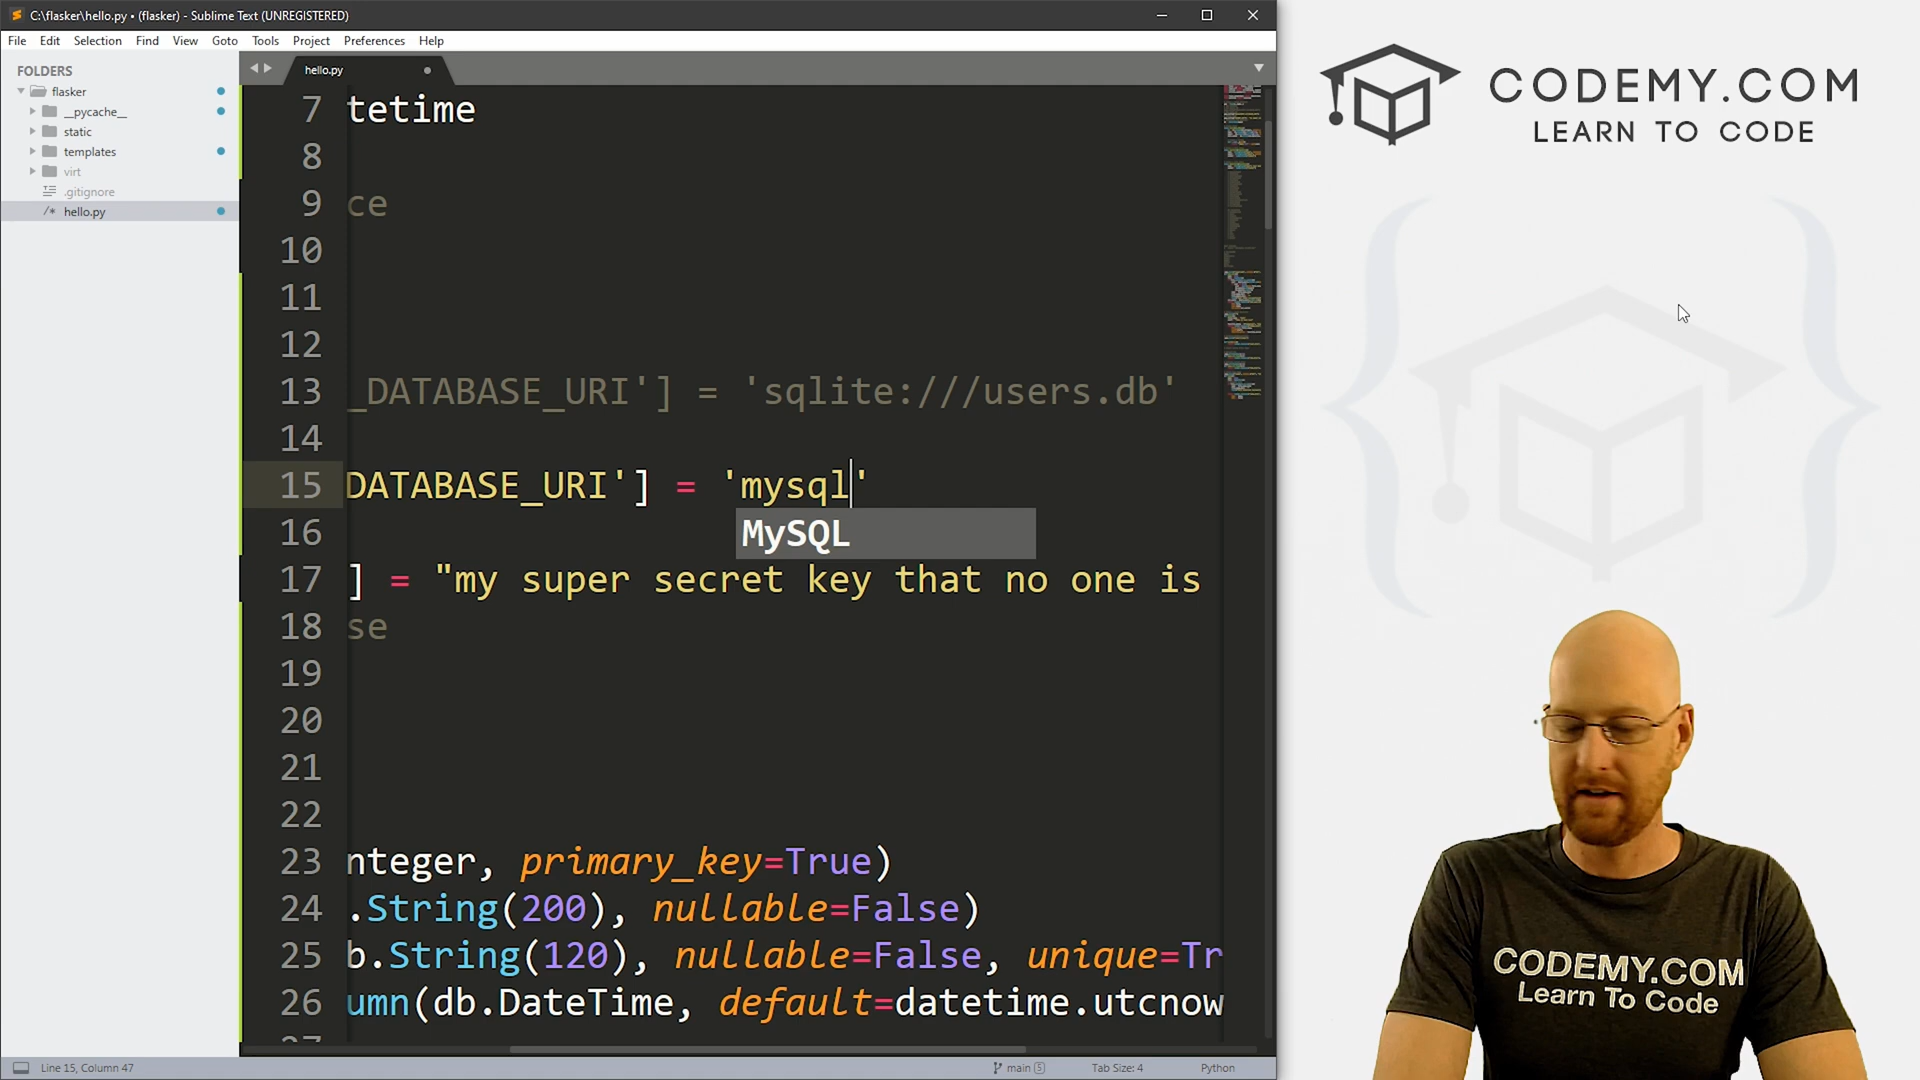 C:\flasker\hello.py • (flasker) - Sublime Text (UNREGISTERED)
File Edit Selection Find View Goto Tools Project Preferences Help
FOLDERS
flasker
__pycache__
static
templates
virt
.gitignore
/* hello.py
hello.py
7 tetime
8
9 ce
10
11
12
13 _DATABASE_URI'] = 'sqlite:///users.db'
14
15 DATABASE_URI'] = 'mysql'
MySQL
16
17 ] = "my super secret key that no one is
18 se
19
20
21
22
23 nteger, primary_key=True)
24 .String(200), nullable=False)
25 b.String(120), nullable=False, unique=Tr
26 umn(db.DateTime, default=datetime.utcnow
27
Line 15, Column 47
main 5
Tab Size: 4
Python
CODEMY.COM
LEARN TO CODE
CODEMY.COM
Learn To Code